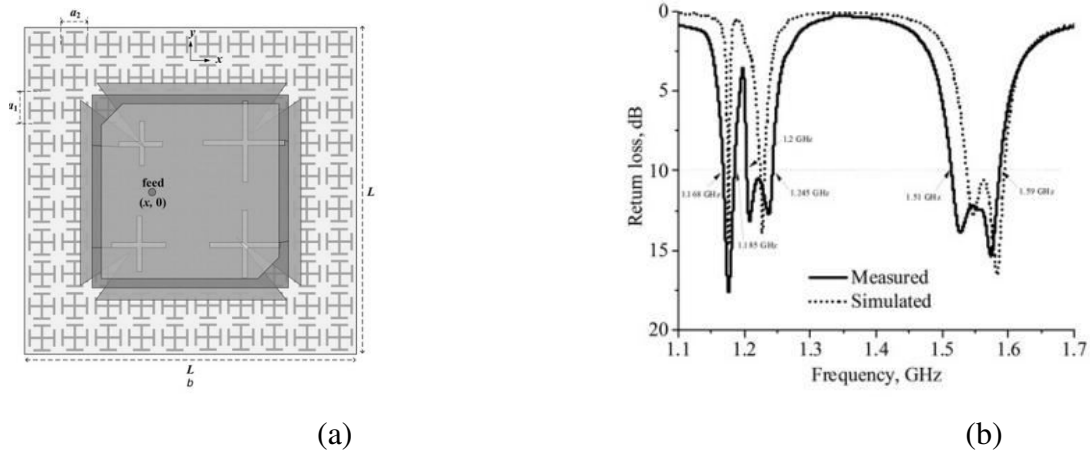 a₂
y
x
a₁
L
feed
(x, 0)
L
b
Return loss, dB
0
5
10
15
20
1.2 GHz
1.168 GHz
1.245 GHz
1.185 GHz
1.51 GHz
1.59 GHz
Measured
Simulated
1.1 1.2 1.3 1.4 1.5 1.6 1.7
Frequency, GHz
(a) (b)